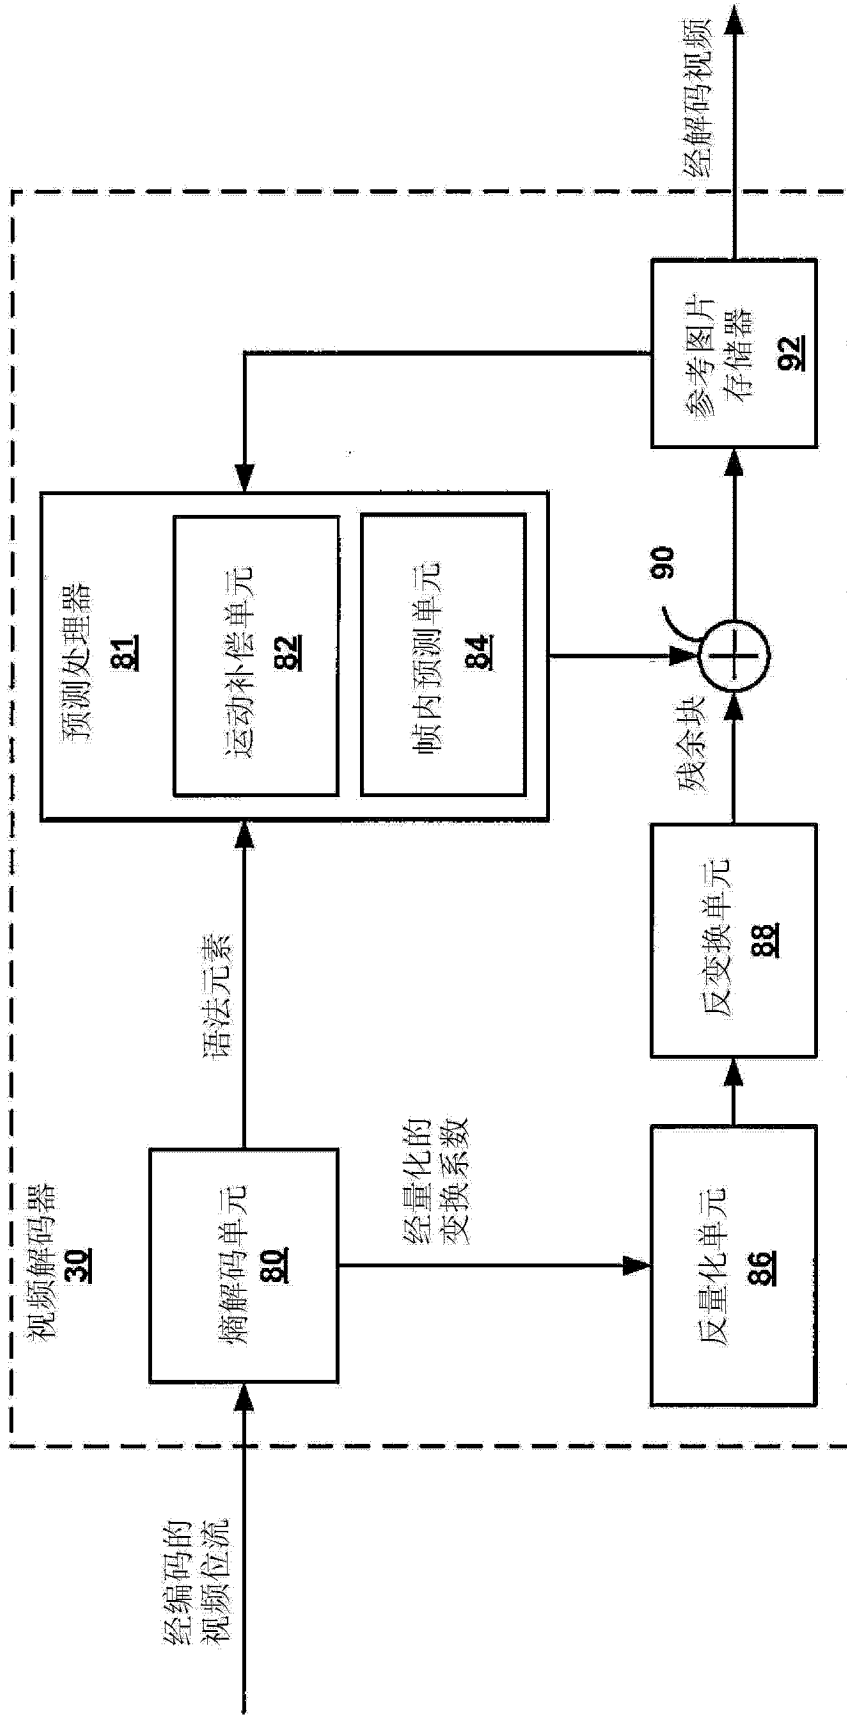 视频解码器
30
经编码的
视频位流
熵解码单元
80
语法元素
经量化的
变换系数
预测处理器
81
运动补偿单元
82
帧内预测单元
84
反量化单元
86
反变换单元
88
残余块
90
参考图片
存储器
92
经解码视频